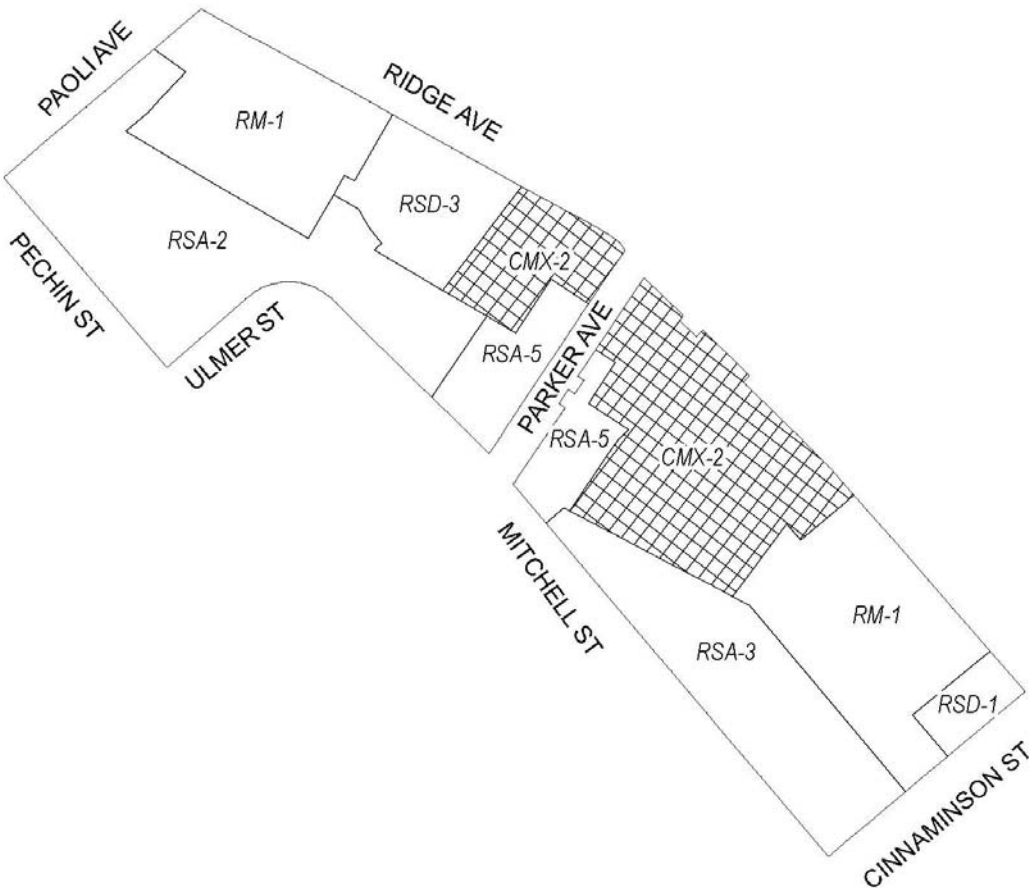 PAOLI AVE
RIDGE AVE
RM-1
RSD-3
RSA-2
CMX-2
PECHIN ST
ULMER ST
RSA-5
PARKER AVE
RSA-5
CMX-2
MITCHELL ST
RM-1
RSA-3
RSD-1
CINNAMINSON ST